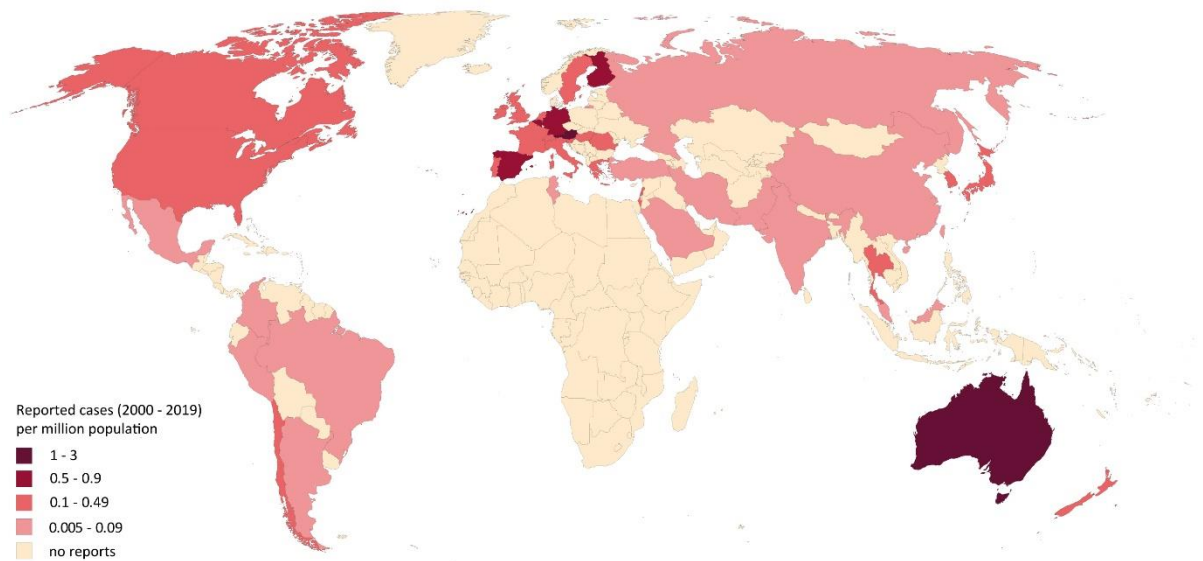 Reported cases (2000 - 2019)
per million population
1 - 3
0.5 - 0.9
0.1 - 0.49
0.005 - 0.09
no reports